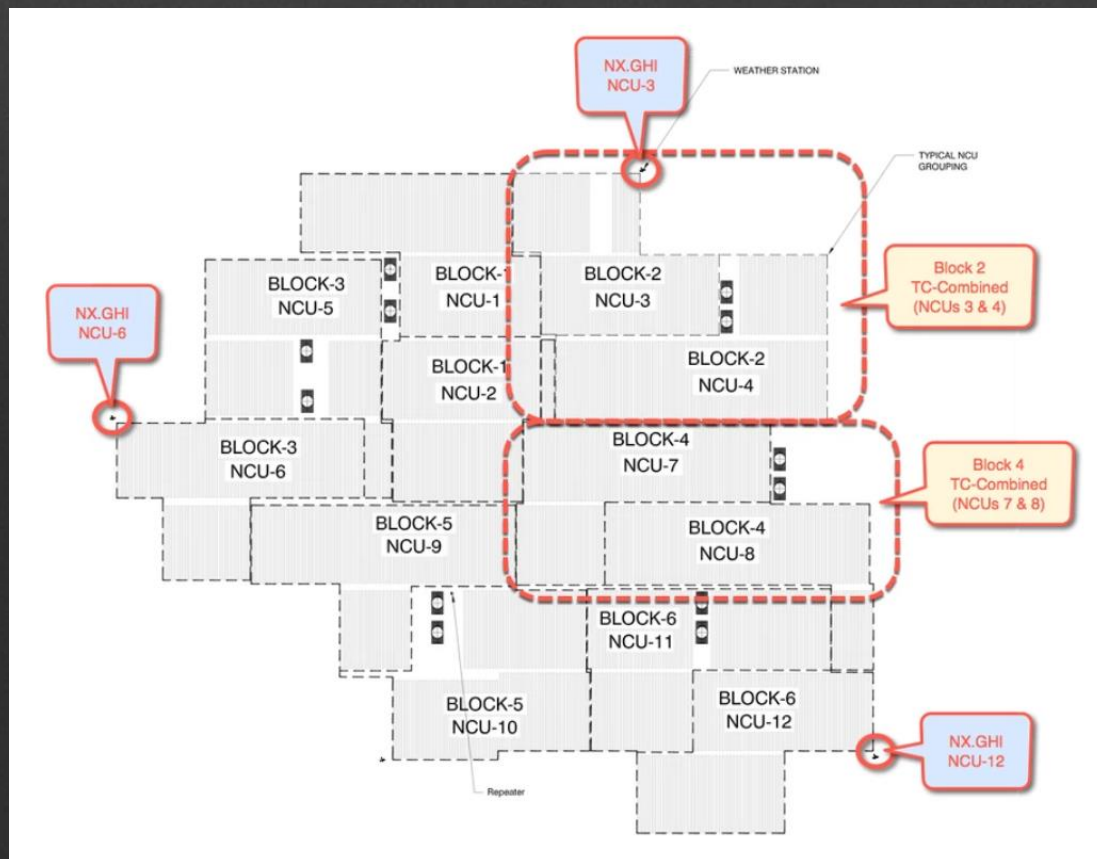 NX.GHI
NCU-3
WEATHER STATION
TYPICAL NCU
GROUPING
BLOCK-3
NCU-5
BLOCK-1
NCU-1
BLOCK-2
NCU-3
Block 2
TC-Combined
(NCUs 3 & 4)
NX.GHI
NCU-6
BLOCK-1
NCU-2
BLOCK-2
NCU-4
BLOCK-3
NCU-6
BLOCK-4
NCU-7
Block 4
TC-Combined
(NCUs 7 & 8)
BLOCK-5
NCU-9
BLOCK-4
NCU-8
BLOCK-6
NCU-11
BLOCK-5
NCU-10
BLOCK-6
NCU-12
NX.GHI
NCU-12
Repeater